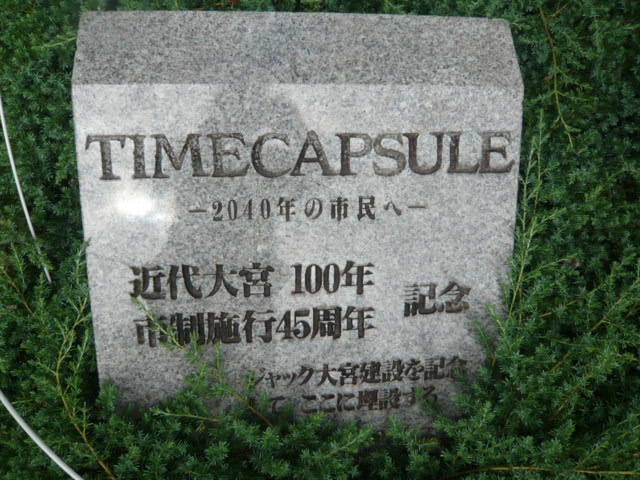 TIMECAPSULE
－2040年の市民へ－
近代大宮 100年
市制施行45周年 記念
ジャック大宮建設を記念
て ここに埋設する